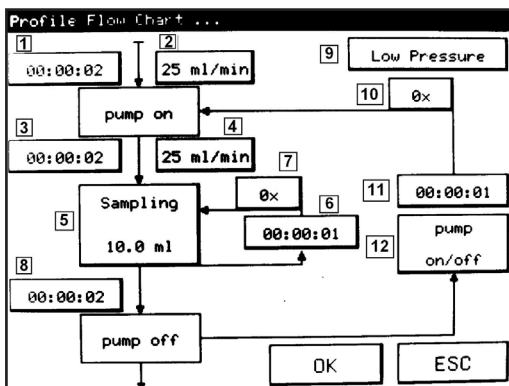 Profile Flow Chart ...
1
2
00:00:02
25 ml/min
9
Low Pressure
pump on
10
0x
3
4
00:00:02
25 ml/min
7
0x
11
00:00:01
5
Sampling
10.0 ml
6
00:00:01
12
pump
on/off
8
00:00:02
pump off
OK
ESC